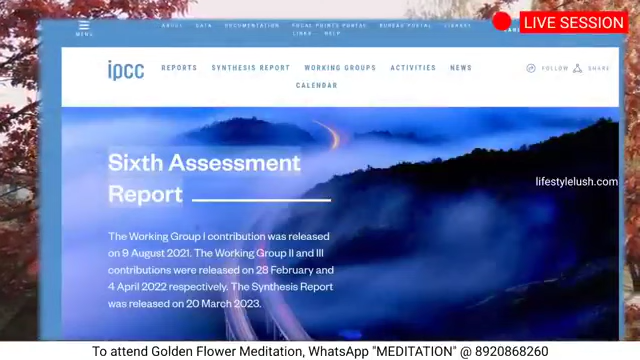 LIVE SESSION
MENU
ABOUT DATA DOCUMENTATION FOCAL POINTS PORTAL BUREAU PORTAL LIBRARY
LINKS HELP
ipcc REPORTS SYNTHESIS REPORT WORKING GROUPS ACTIVITIES NEWS FOLLOW SHARE
CALENDAR
Sixth Assessment
Report
lifestylelush.com
The Working Group I contribution was released
on 9 August 2021. The Working Group II and III
contributions were released on 28 February and
4 April 2022 respectively. The Synthesis Report
was released on 20 March 2023.
To attend Golden Flower Meditation, WhatsApp "MEDITATION" @ 8920868260